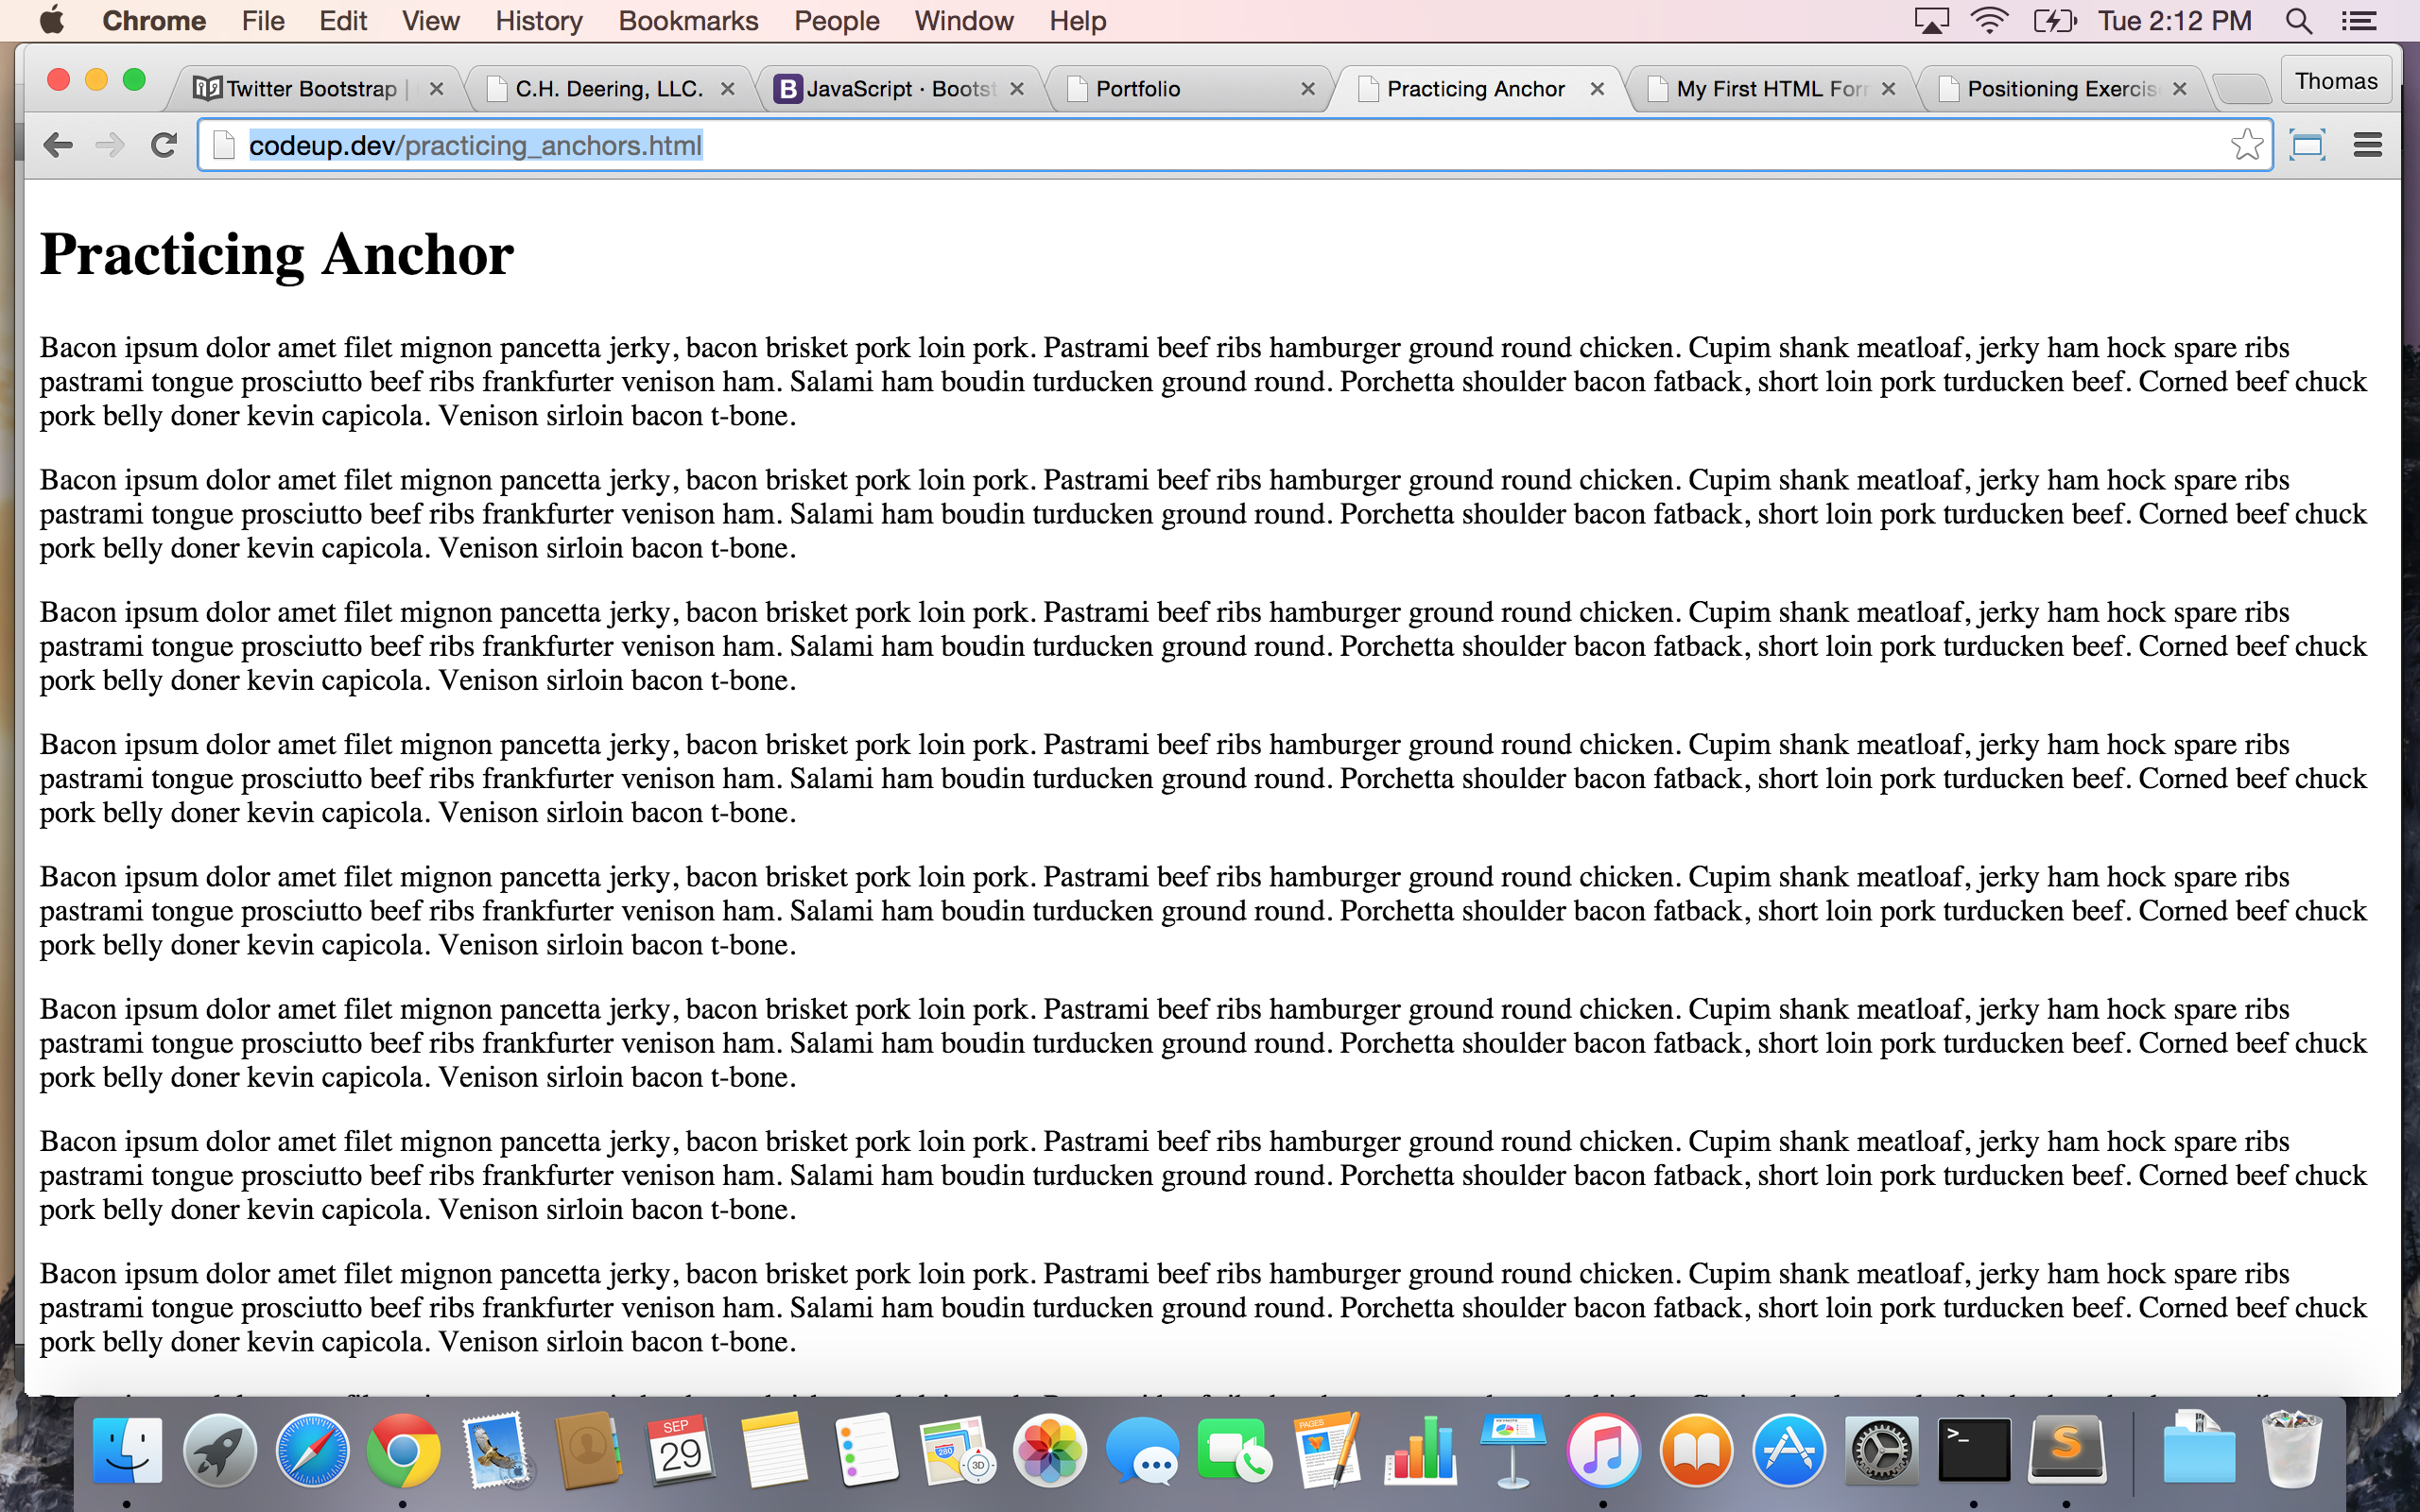 Chrome File Edit View History Bookmarks People Window Help Tue 2:12 PM
Twitter Bootstrap | C.H. Deering, LLC. B JavaScript · Bootst Portfolio Practicing Anchor My First HTML For Positioning Exercis Thomas
codeup.dev/practicing_anchors.html
Practicing Anchor
Bacon ipsum dolor amet filet mignon pancetta jerky, bacon brisket pork loin pork. Pastrami beef ribs hamburger ground round chicken. Cupim shank meatloaf, jerky ham hock spare ribs
pastrami tongue prosciutto beef ribs frankfurter venison ham. Salami ham boudin turducken ground round. Porchetta shoulder bacon fatback, short loin pork turducken beef. Corned beef chuck
pork belly doner kevin capicola. Venison sirloin bacon t-bone.
Bacon ipsum dolor amet filet mignon pancetta jerky, bacon brisket pork loin pork. Pastrami beef ribs hamburger ground round chicken. Cupim shank meatloaf, jerky ham hock spare ribs
pastrami tongue prosciutto beef ribs frankfurter venison ham. Salami ham boudin turducken ground round. Porchetta shoulder bacon fatback, short loin pork turducken beef. Corned beef chuck
pork belly doner kevin capicola. Venison sirloin bacon t-bone.
Bacon ipsum dolor amet filet mignon pancetta jerky, bacon brisket pork loin pork. Pastrami beef ribs hamburger ground round chicken. Cupim shank meatloaf, jerky ham hock spare ribs
pastrami tongue prosciutto beef ribs frankfurter venison ham. Salami ham boudin turducken ground round. Porchetta shoulder bacon fatback, short loin pork turducken beef. Corned beef chuck
pork belly doner kevin capicola. Venison sirloin bacon t-bone.
Bacon ipsum dolor amet filet mignon pancetta jerky, bacon brisket pork loin pork. Pastrami beef ribs hamburger ground round chicken. Cupim shank meatloaf, jerky ham hock spare ribs
pastrami tongue prosciutto beef ribs frankfurter venison ham. Salami ham boudin turducken ground round. Porchetta shoulder bacon fatback, short loin pork turducken beef. Corned beef chuck
pork belly doner kevin capicola. Venison sirloin bacon t-bone.
Bacon ipsum dolor amet filet mignon pancetta jerky, bacon brisket pork loin pork. Pastrami beef ribs hamburger ground round chicken. Cupim shank meatloaf, jerky ham hock spare ribs
pastrami tongue prosciutto beef ribs frankfurter venison ham. Salami ham boudin turducken ground round. Porchetta shoulder bacon fatback, short loin pork turducken beef. Corned beef chuck
pork belly doner kevin capicola. Venison sirloin bacon t-bone.
Bacon ipsum dolor amet filet mignon pancetta jerky, bacon brisket pork loin pork. Pastrami beef ribs hamburger ground round chicken. Cupim shank meatloaf, jerky ham hock spare ribs
pastrami tongue prosciutto beef ribs frankfurter venison ham. Salami ham boudin turducken ground round. Porchetta shoulder bacon fatback, short loin pork turducken beef. Corned beef chuck
pork belly doner kevin capicola. Venison sirloin bacon t-bone.
Bacon ipsum dolor amet filet mignon pancetta jerky, bacon brisket pork loin pork. Pastrami beef ribs hamburger ground round chicken. Cupim shank meatloaf, jerky ham hock spare ribs
pastrami tongue prosciutto beef ribs frankfurter venison ham. Salami ham boudin turducken ground round. Porchetta shoulder bacon fatback, short loin pork turducken beef. Corned beef chuck
pork belly doner kevin capicola. Venison sirloin bacon t-bone.
Bacon ipsum dolor amet filet mignon pancetta jerky, bacon brisket pork loin pork. Pastrami beef ribs hamburger ground round chicken. Cupim shank meatloaf, jerky ham hock spare ribs
pastrami tongue prosciutto beef ribs frankfurter venison ham. Salami ham boudin turducken ground round. Porchetta shoulder bacon fatback, short loin pork turducken beef. Corned beef chuck
pork belly doner kevin capicola. Venison sirloin bacon t-bone.
SEP
29
280
3D
PAGES
>_
S